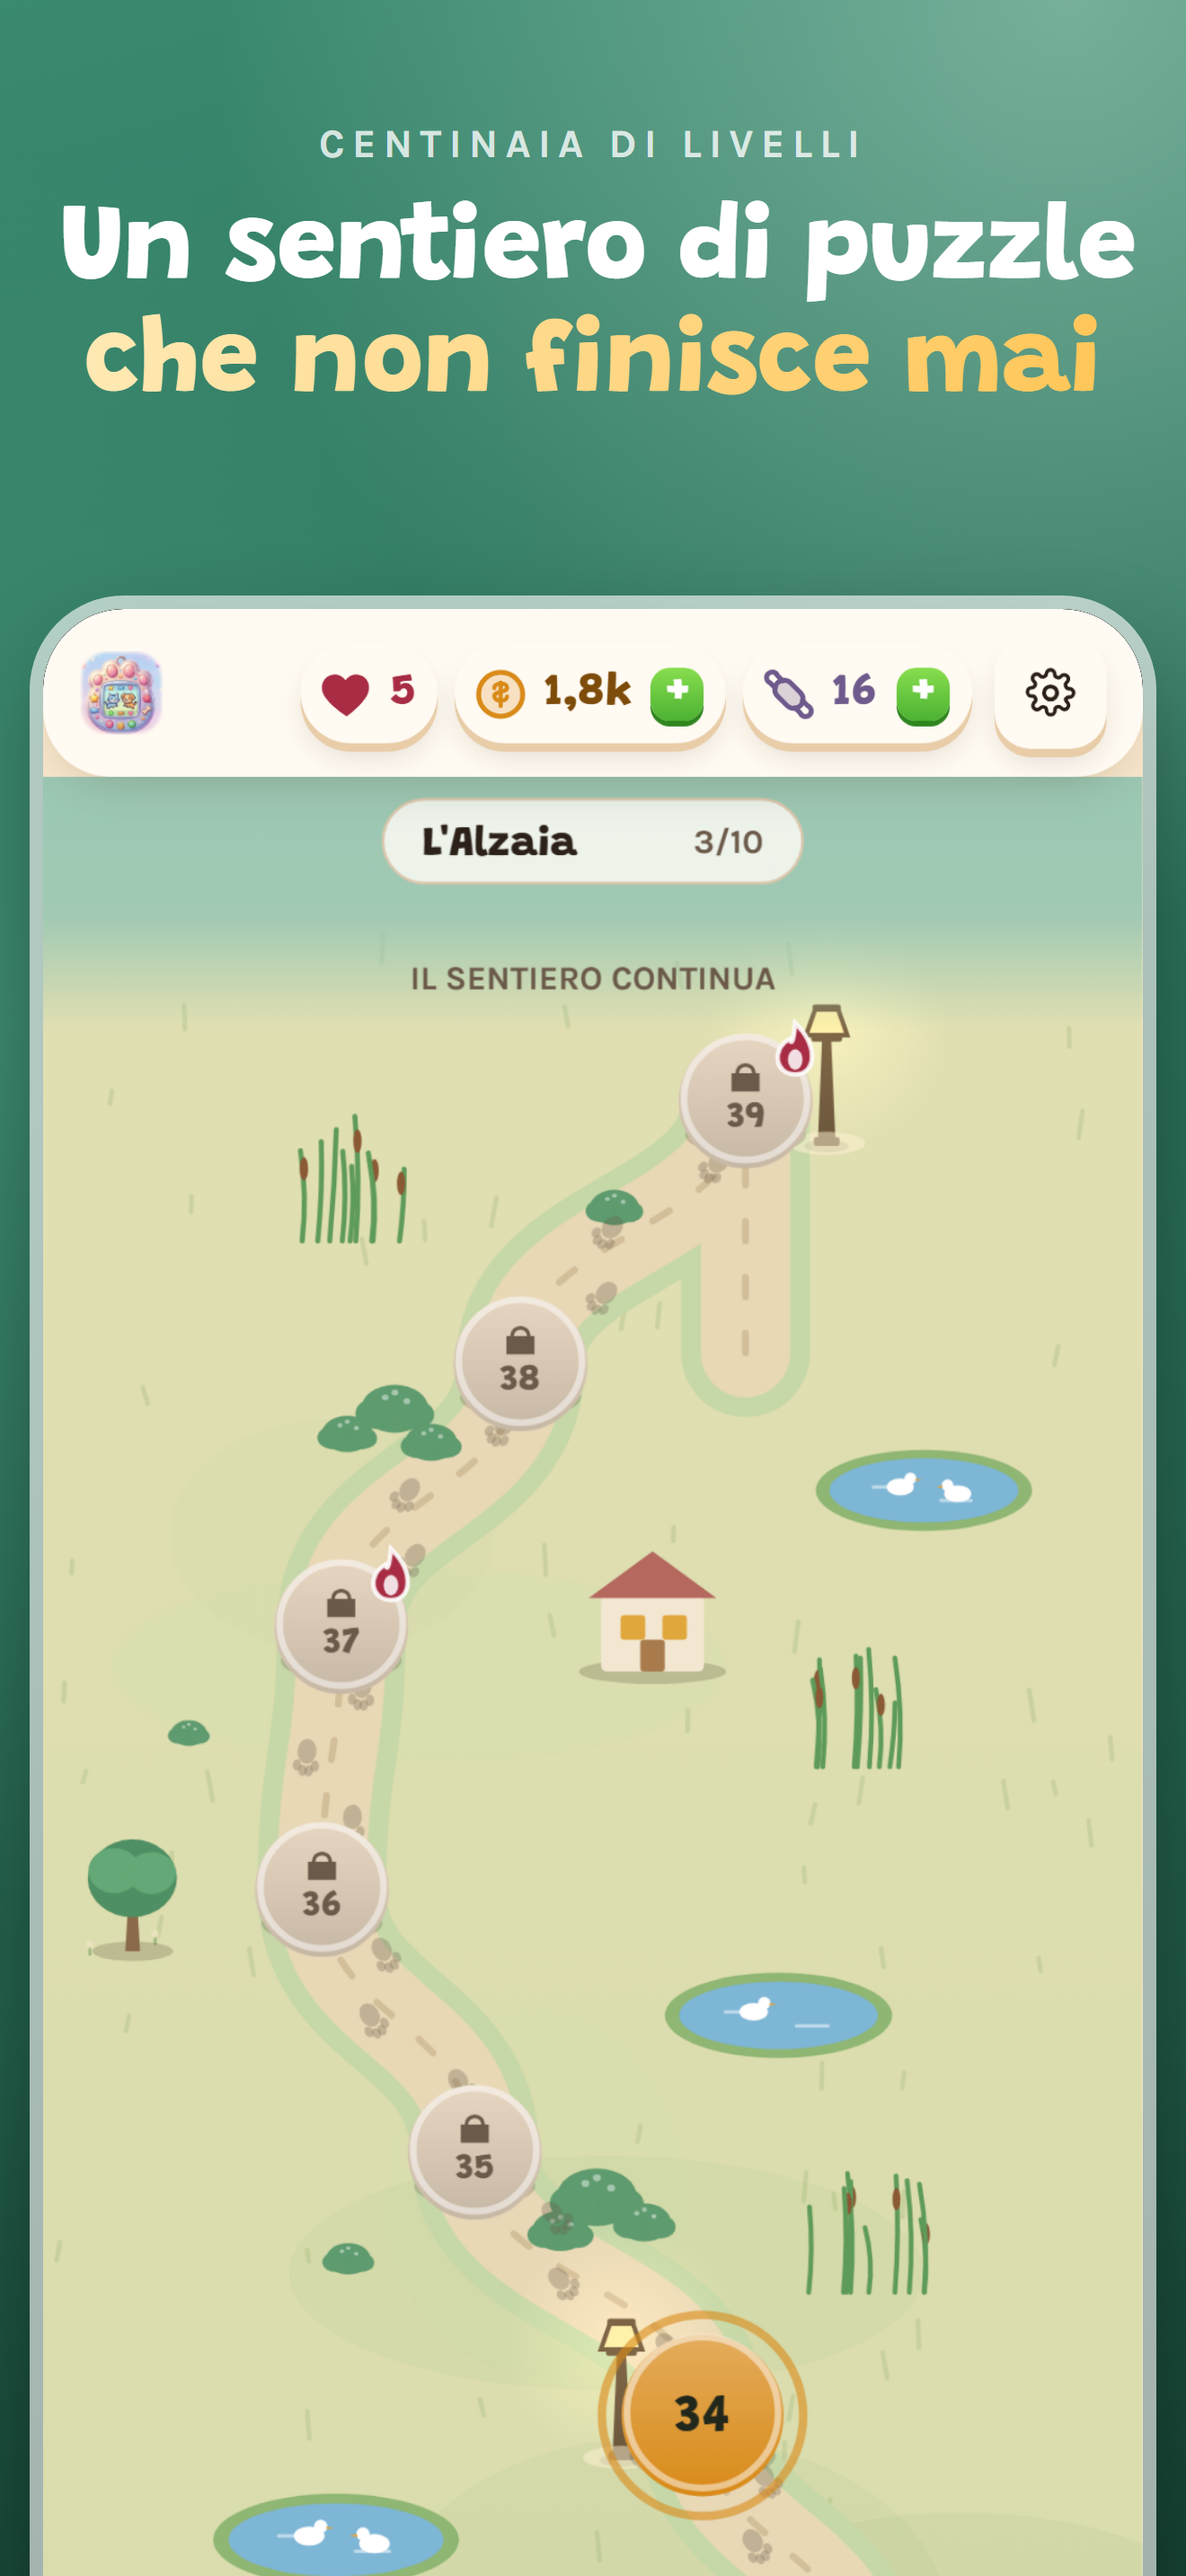 CENTINAIA DI LIVELLI
Un sentiero di puzzle
che non finisce mai
5
1,8k
+
16
+
L'Alzaia 3/10
IL SENTIERO CONTINUA
39
38
37
36
35
34